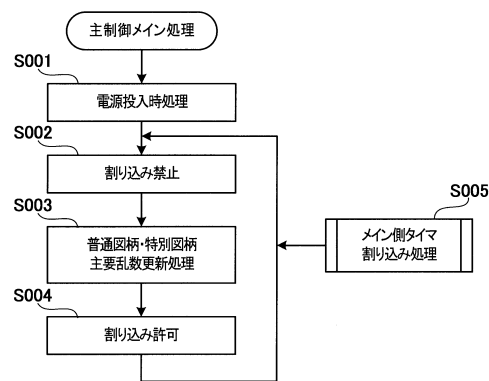 主制御メイン処理
S001
電源投入時処理
S002
割り込み禁止
S003
普通図柄・特別図柄
主要乱数更新処理
S004
割り込み許可
S005
メイン側タイマ
割り込み処理